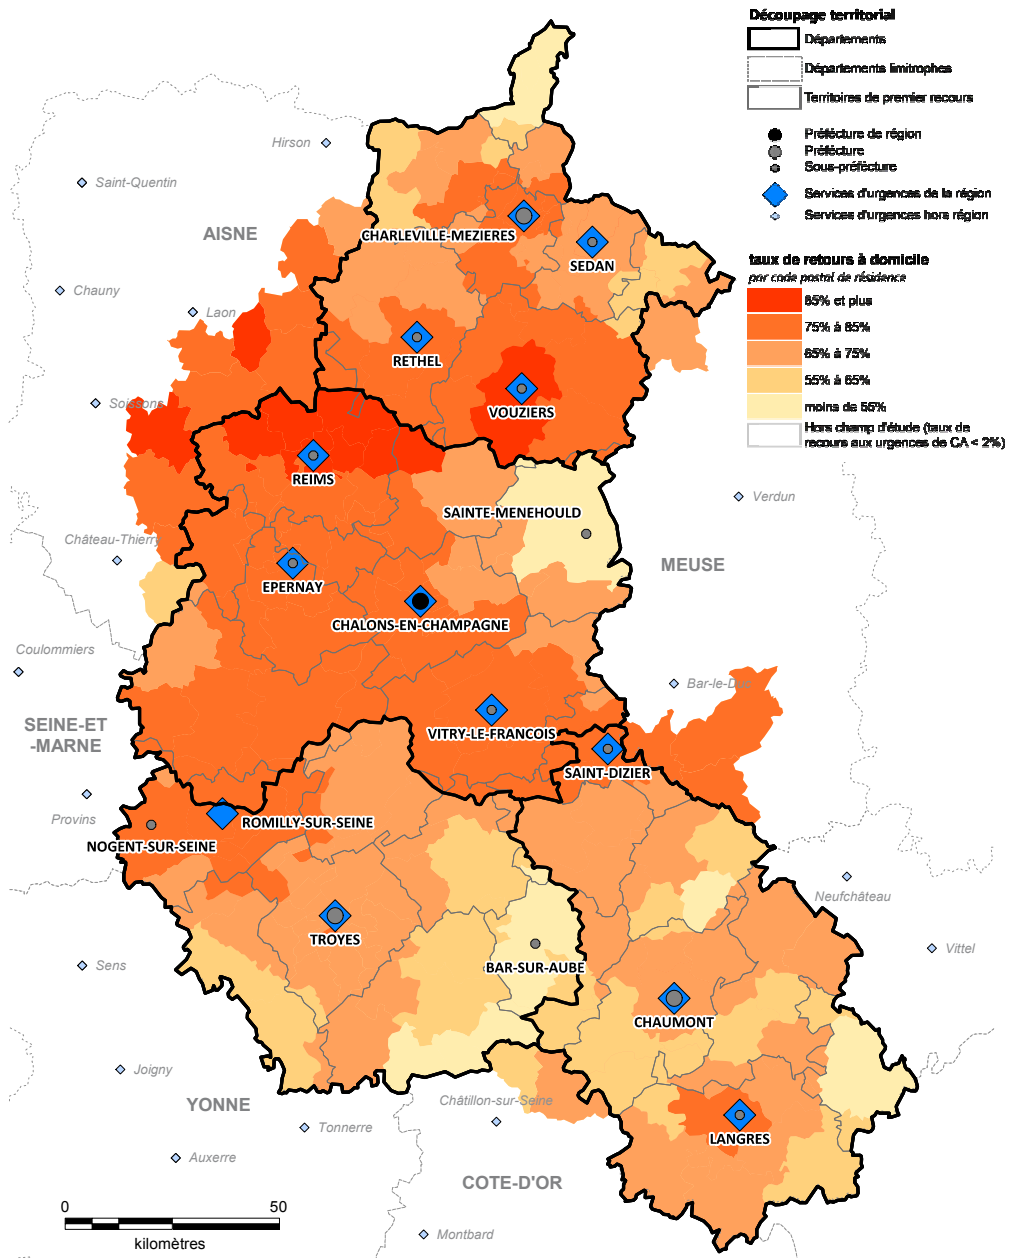 Découpage territorial
Départements
Départements limitrophes
Territoires de premier recours
Préfécture de région
Préfécture
Sous-préfécture
Services d'urgences de la région
Services d'urgences hors région
taux de retours à domicile
par code postal de résidence
85% et plus
75% à 85%
65% à 75%
55% à 65%
moins de 55%
Hors champ d'étude (taux de
recours aux urgences de CA < 2%)
Hirson
Saint-Quentin
AISNE
CHARLEVILLE-MEZIERES
SEDAN
Chauny
Laon
RETHEL
Soissons
VOUZIERS
REIMS
Verdun
SAINTE-MENEHOULD
Château-Thierry
MEUSE
EPERNAY
CHALONS-EN-CHAMPAGNE
Coulommiers
Bar-le-Duc
SEINE-ET
-MARNE
VITRY-LE-FRANCOIS
SAINT-DIZIER
Provins
ROMILLY-SUR-SEINE
NOGENT-SUR-SEINE
Neufchâteau
TROYES
Vittel
Sens
BAR-SUR-AUBE
CHAUMONT
Joigny
YONNE
Châtillon-sur-Seine
Tonnerre
LANGRES
Auxerre
COTE-D'OR
0 50
kilomètres
Montbard